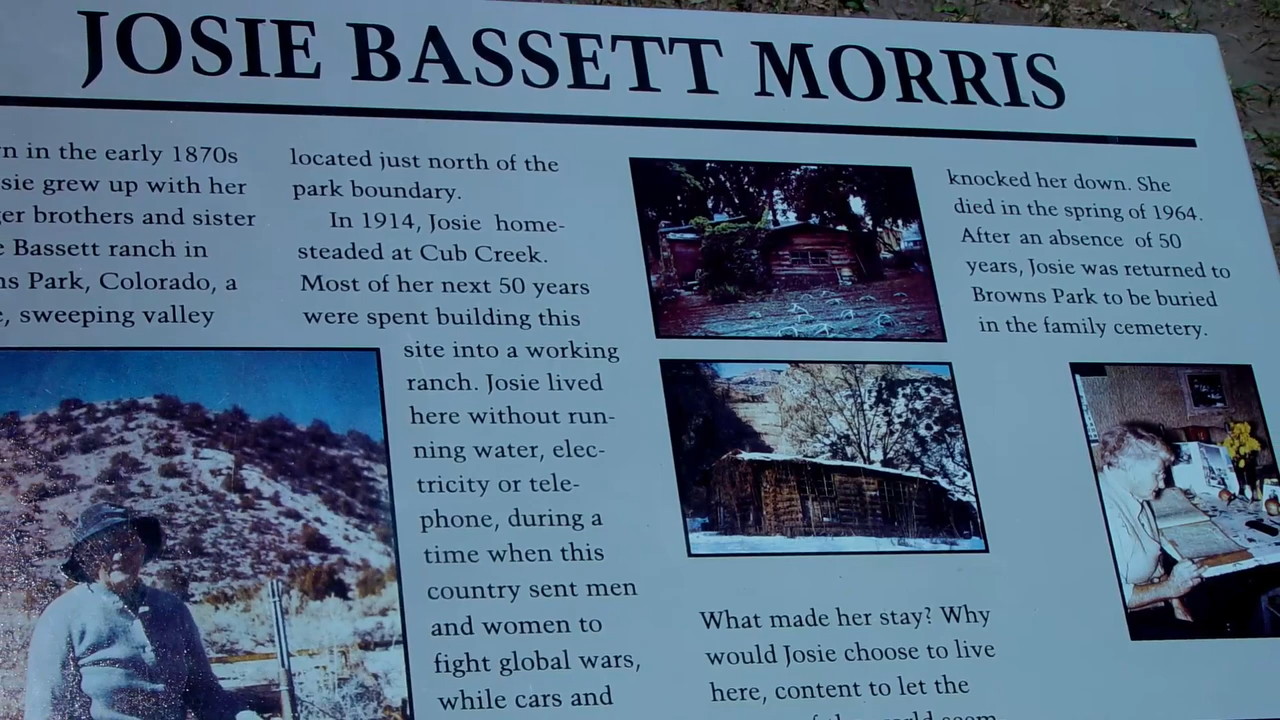 JOSIE BASSETT MORRIS
in the early 1870s
grew up with her
brothers and sister
Bassett ranch in
Park, Colorado, a
sweeping valley
located just north of the
park boundary.
In 1914, Josie home-
steaded at Cub Creek.
Most of her next 50 years
were spent building this
site into a working
ranch. Josie lived
here without run-
ning water, elec-
tricity or tele-
phone, during a
time when this
country sent men
and women to
fight global wars,
while cars and
What made her stay? Why
would Josie choose to live
here, content to let the
knocked her down. She
died in the spring of 1964.
After an absence of 50
years, Josie was returned to
Browns Park to be buried
in the family cemetery.